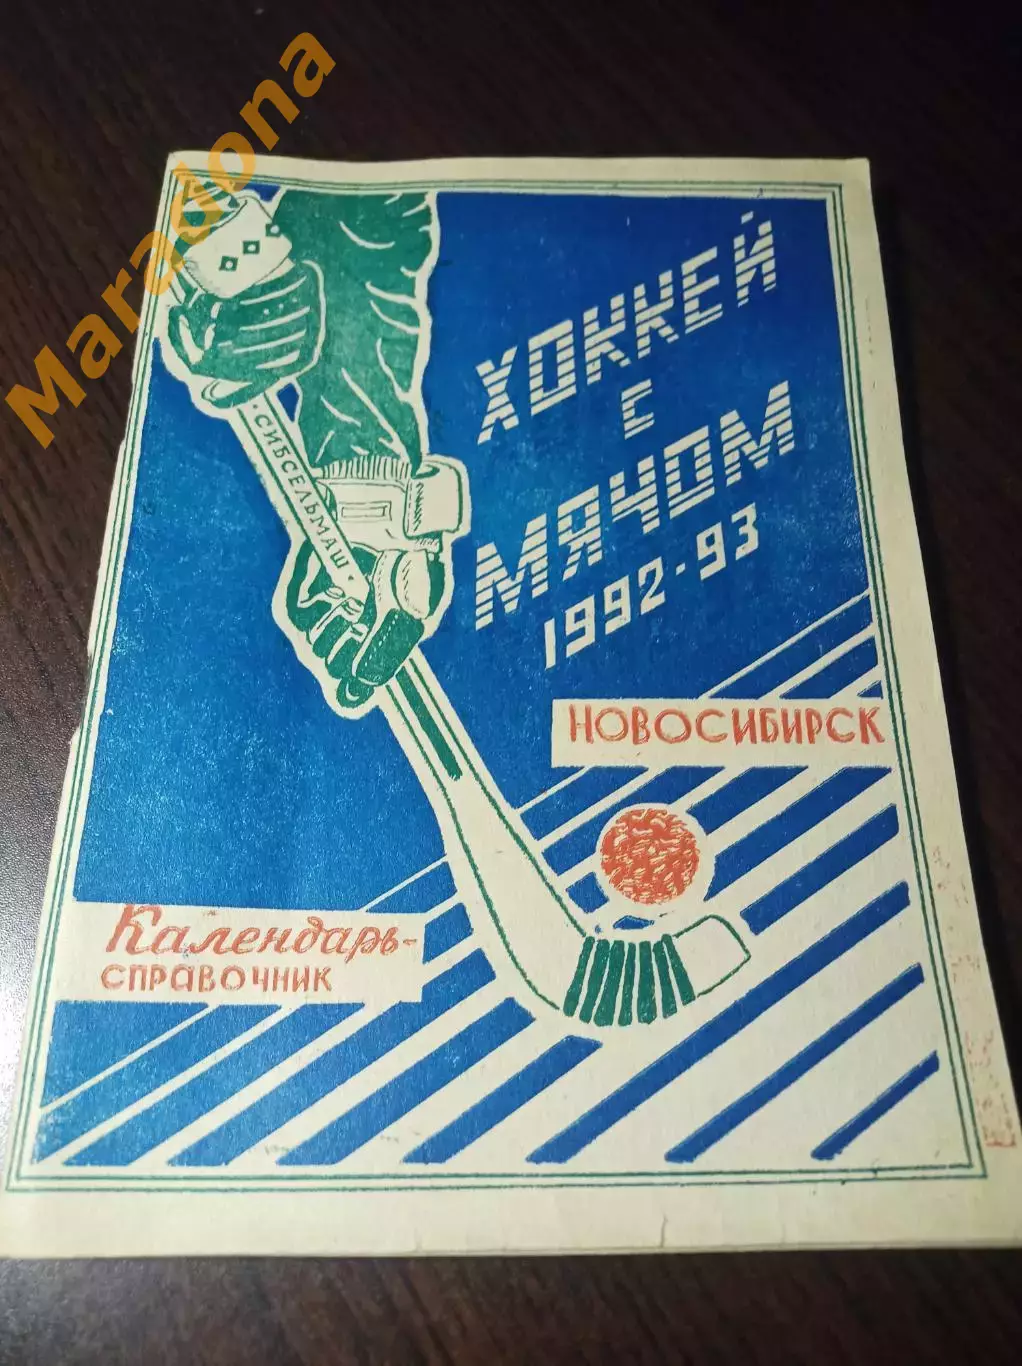 Maradona
ХОККЕЙ
С
МЯЧОМ
1992-93
·СИБСЕЛЬМАШ·
НОВОСИБИРСК
Календарь-
СПРАВОЧНИК